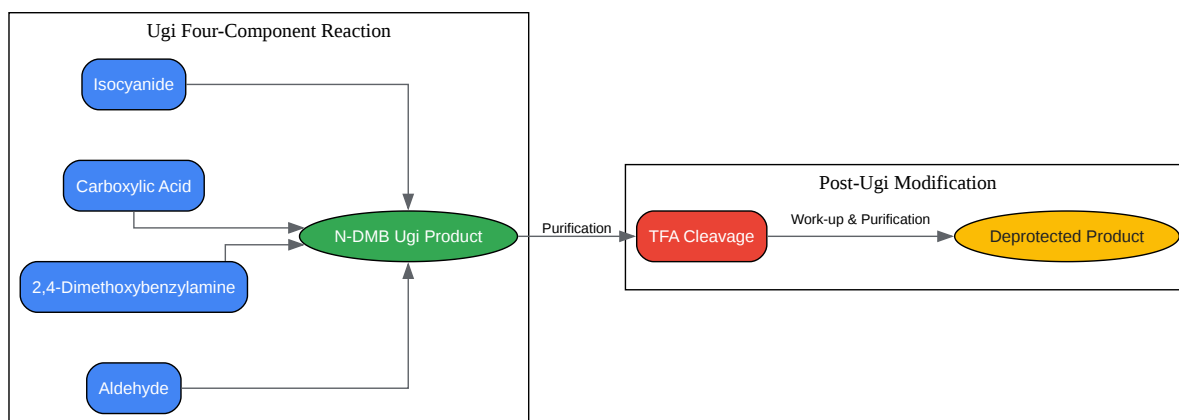 Ugi Four-Component Reaction
Isocyanide
Carboxylic Acid
2,4-Dimethoxybenzylamine
Aldehyde
N-DMB Ugi Product
Purification
Post-Ugi Modification
TFA Cleavage
Work-up & Purification
Deprotected Product